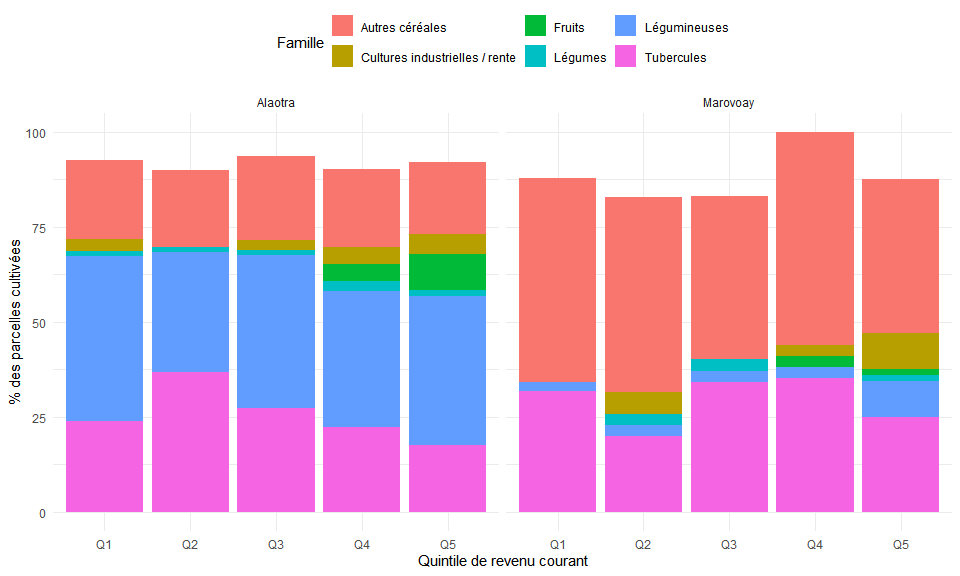 Famille
Autres céréales
Fruits
Légumineuses
Cultures industrielles / rente
Légumes
Tubercules
Alaotra
Marovoay
% des parcelles cultivées
100
75
50
25
0
Q1 Q2 Q3 Q4 Q5
Q1 Q2 Q3 Q4 Q5
Quintile de revenu courant